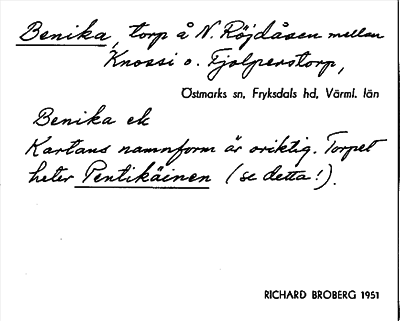 Benika, torp å N. Röjdåsen mellan
Knossi o. Fjolperstorp,
Östmarks sn, Fryksdals hd, Värml. län
Benika ek
Kartans namnform är oriktig. Torpet
heter Pentikäinen (se detta!).
RICHARD BROBERG 1951